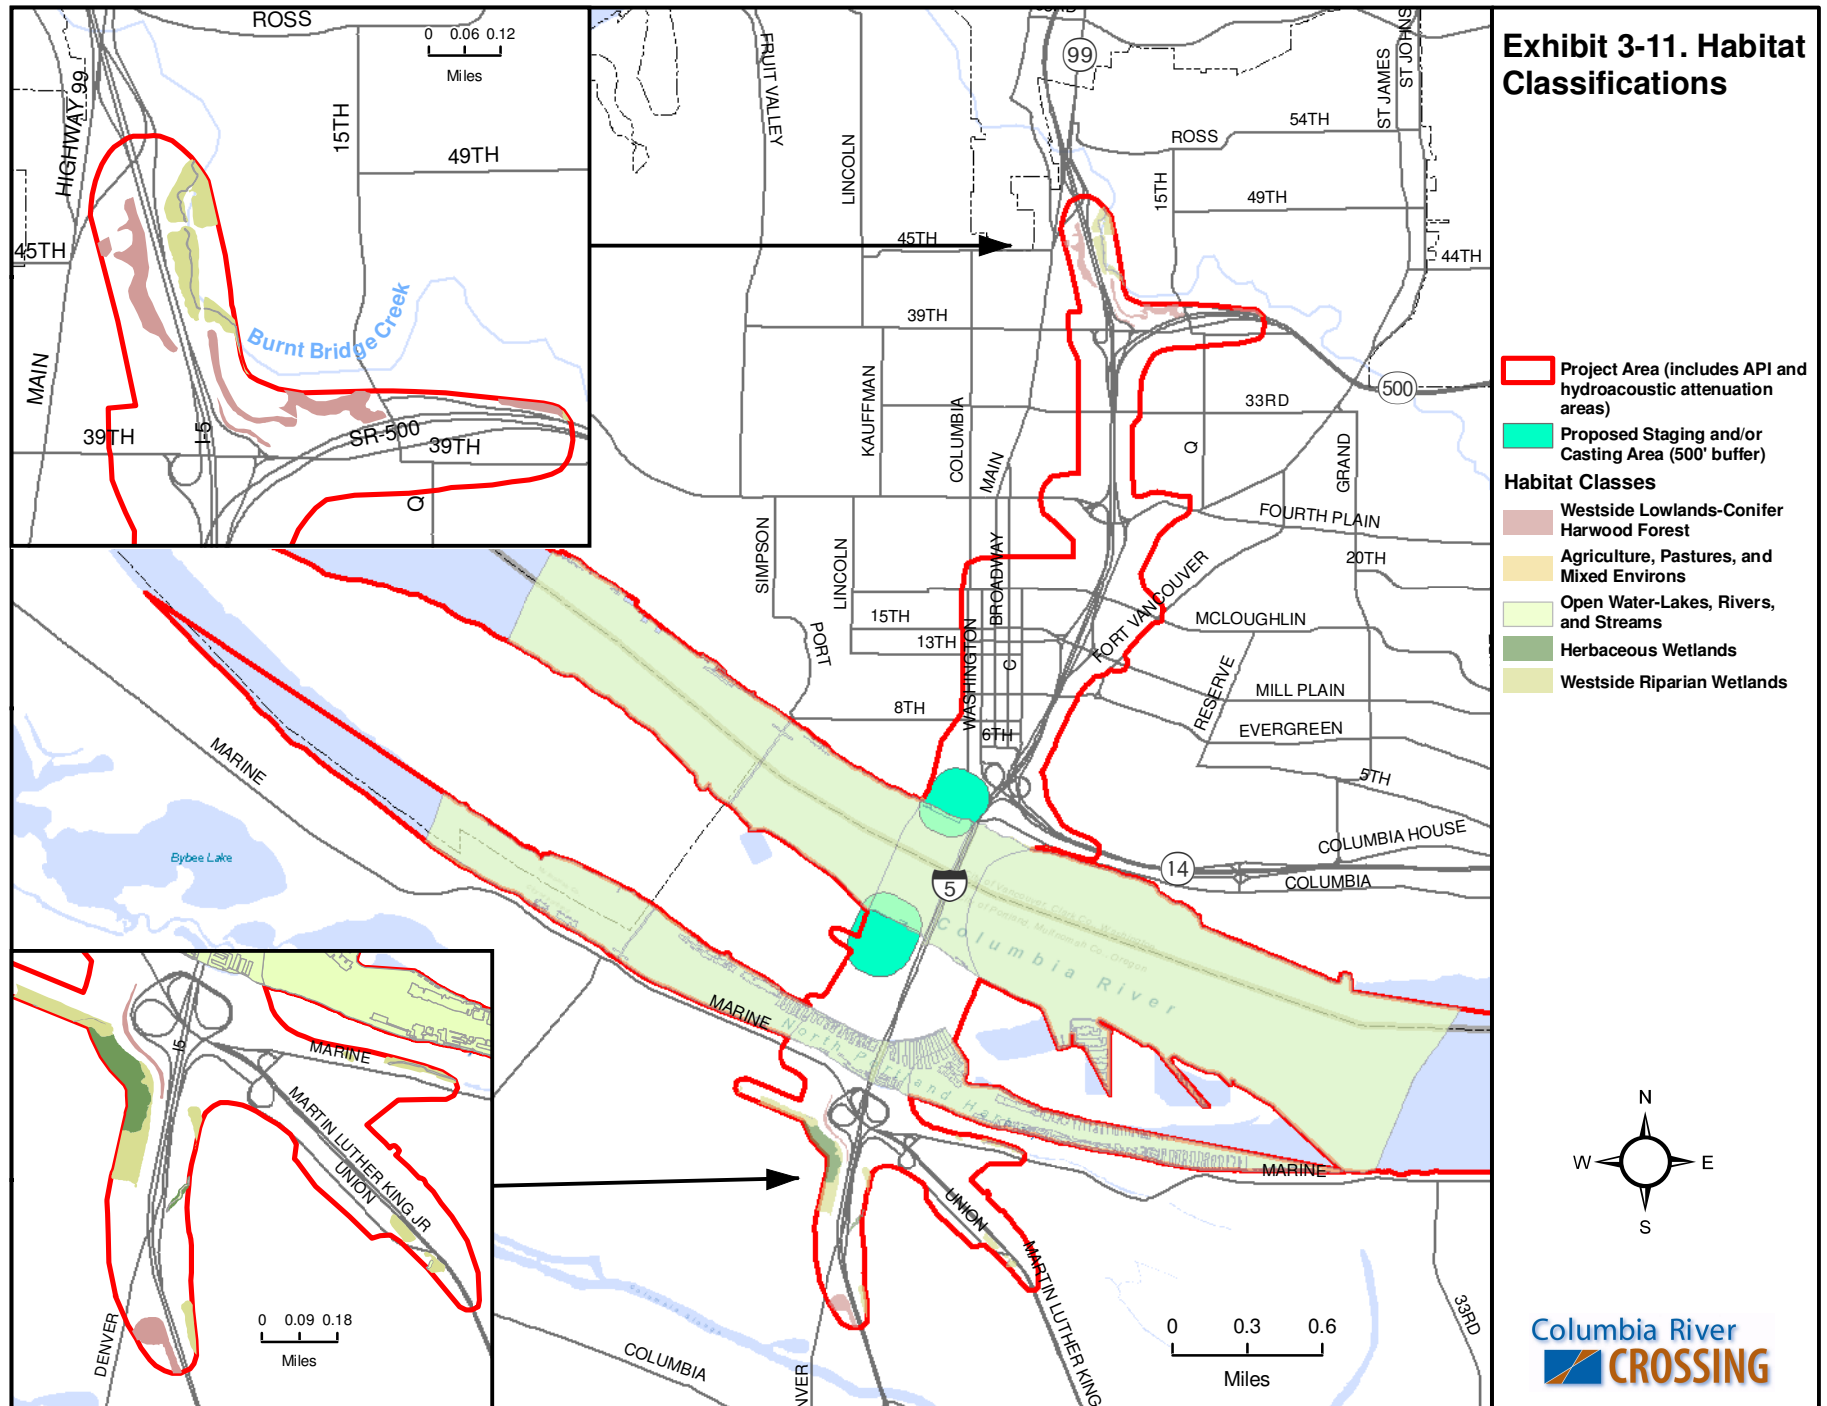 Exhibit 3-11. Habitat
Classifications
Project Area (includes API and
hydroacoustic attenuation
areas)
Proposed Staging and/or
Casting Area (500' buffer)
Habitat Classes
Westside Lowlands-Conifer
Harwood Forest
Agriculture, Pastures, and
Mixed Environs
Open Water-Lakes, Rivers,
and Streams
Herbaceous Wetlands
Westside Riparian Wetlands
N
W
E
S
Columbia River
CROSSING
ROSS
0 0.06 0.12
Miles
HIGHWAY 99
15TH
49TH
45TH
Burnt Bridge Creek
MAIN
39TH
I-5
SR-500
39TH
Q
FRUIT VALLEY
LINCOLN
99
ST JAMES
ST JOHNS
54TH
ROSS
15TH
49TH
45TH
44TH
39TH
KAUFFMAN
COLUMBIA
MAIN
33RD
500
Q
GRAND
FOURTH PLAIN
SIMPSON
LINCOLN
BROADWAY
20TH
FORT VANCOUVER
15TH
MCLOUGHLIN
13TH
PORT
WASHINGTON
C
RESERVE
MILL PLAIN
8TH
6TH
EVERGREEN
5TH
COLUMBIA HOUSE
14
COLUMBIA
MARINE
Bybee Lake
5
Columbia River
MARINE
North Portland Harbor
MARINE
UNION
MARTIN LUTHER KING
33RD
COLUMBIA
0 0.3 0.6
Miles
I5
MARINE
MARTIN LUTHER KING JR
UNION
DENVER
0 0.09 0.18
Miles